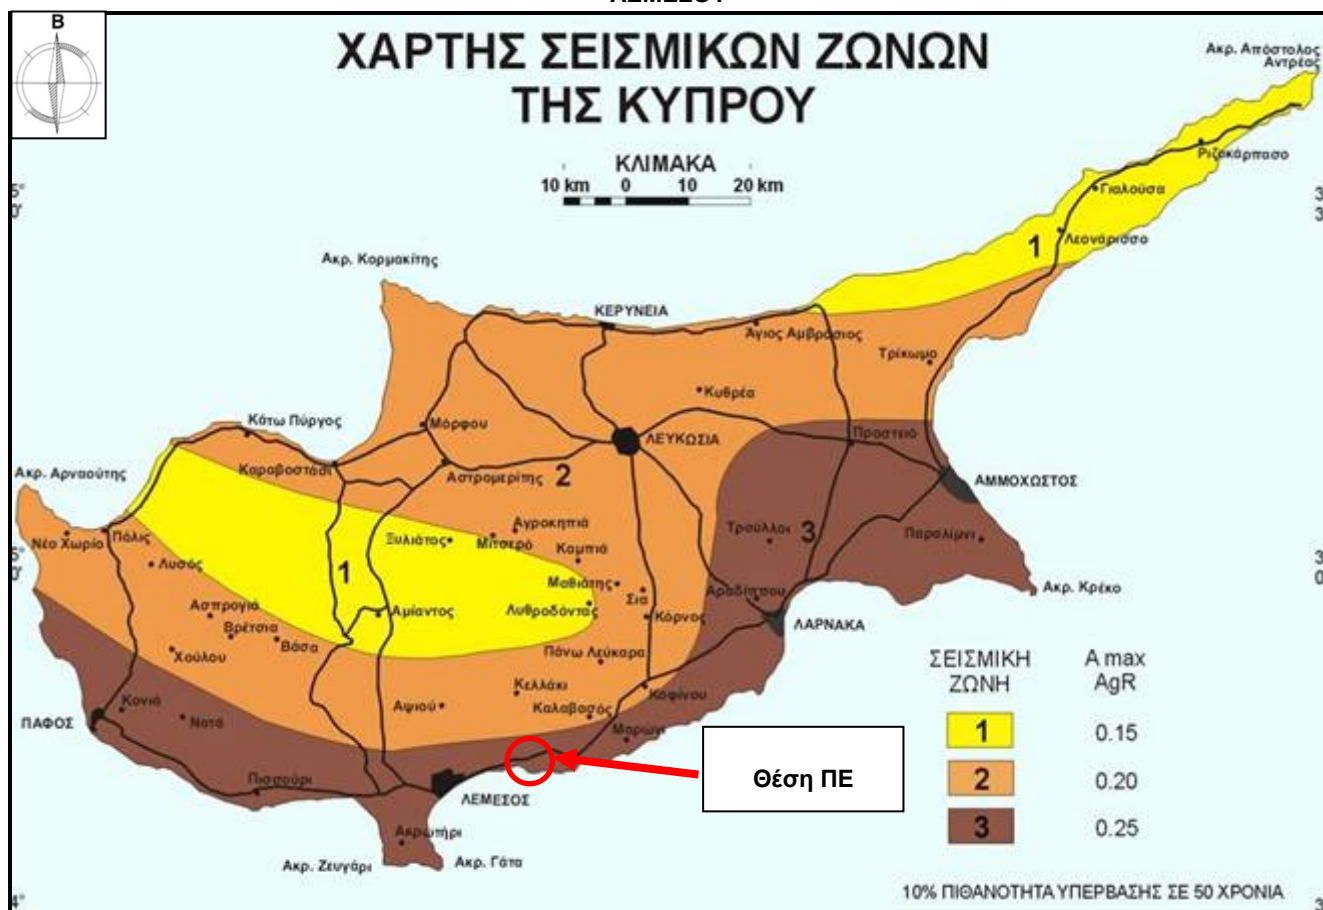 ΛΕΜΕΣΟΥ
Β
ΧΑΡΤΗΣ ΣΕΙΣΜΙΚΩΝ ΖΩΝΩΝ
ΤΗΣ ΚΥΠΡΟΥ
ΚΛΙΜΑΚΑ
10 km 0 10 20 km
Ακρ. Απόστολος
Αντρέας
Ριζοκάρπασο
Γιαλούσα
1
Λεονάρισσο
Ακρ. Κορμακίτης
ΚΕΡΥΝΕΙΑ
Άγιος Αμβρόσιος
Τρίκωμο
Κυθρέα
Κάτω Πύργος
Μόρφου
ΛΕΥΚΩΣΙΑ
Πραστειό
Καραβοστάσι
Αστρομερίτης
2
ΑΜΜΟΧΩΣΤΟΣ
Ακρ. Αρναούτης
Νέο Χωρίο
Πόλις
Λυσός
Ξυλιάτος
Αγροκηπιά
Μιτσερό
Καμπιά
Τρούλλοι
3
Παραλίμνι
1
Μαθιάτης
Σια
Αραδίππου
Ακρ. Κρέκο
Ασπρογιά
Βρέτσια
Βάσα
Χούλου
Αμίαντος
Λυθροδόντας
Κόρνος
ΛΑΡΝΑΚΑ
Πάνω Λεύκαρα
Κελλάκι
Κοφίνου
Καλαβασός
Αψιού
Μαρώνι
ΠΑΦΟΣ
Κονιά
Νατά
Πισσούρι
ΛΕΜΕΣΟΣ
Ακρωτήρι
Ακρ. Ζευγάρι
Ακρ. Γάτα
Θέση ΠΕ
ΣΕΙΣΜΙΚΗ A max
ΖΩΝΗ AgR
1 0.15
2 0.20
3 0.25
10% ΠΙΘΑΝΟΤΗΤΑ ΥΠΕΡΒΑΣΗΣ ΣΕ 50 ΧΡΟΝΙΑ